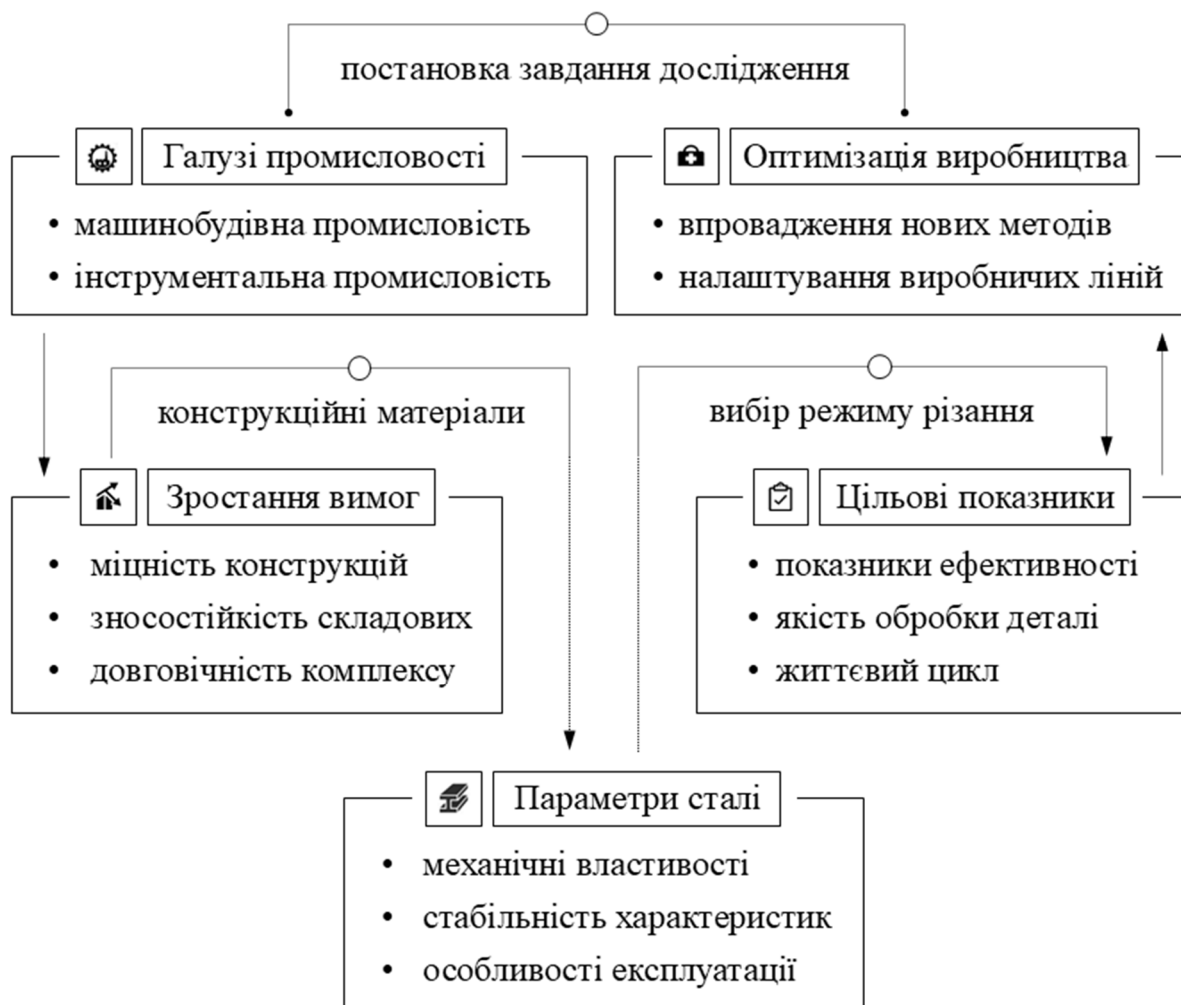 постановка завдання дослідження
Галузі промисловості
• машинобудівна промисловість
• інструментальна промисловість
Оптимізація виробництва
• впровадження нових методів
• налаштування виробничих ліній
конструкційні матеріали
вибір режиму різання
Зростання вимог
• міцність конструкцій
• зносостійкість складових
• довговічність комплексу
Цільові показники
• показники ефективності
• якість обробки деталі
• життєвий цикл
Параметри сталі
• механічні властивості
• стабільність характеристик
• особливості експлуатації